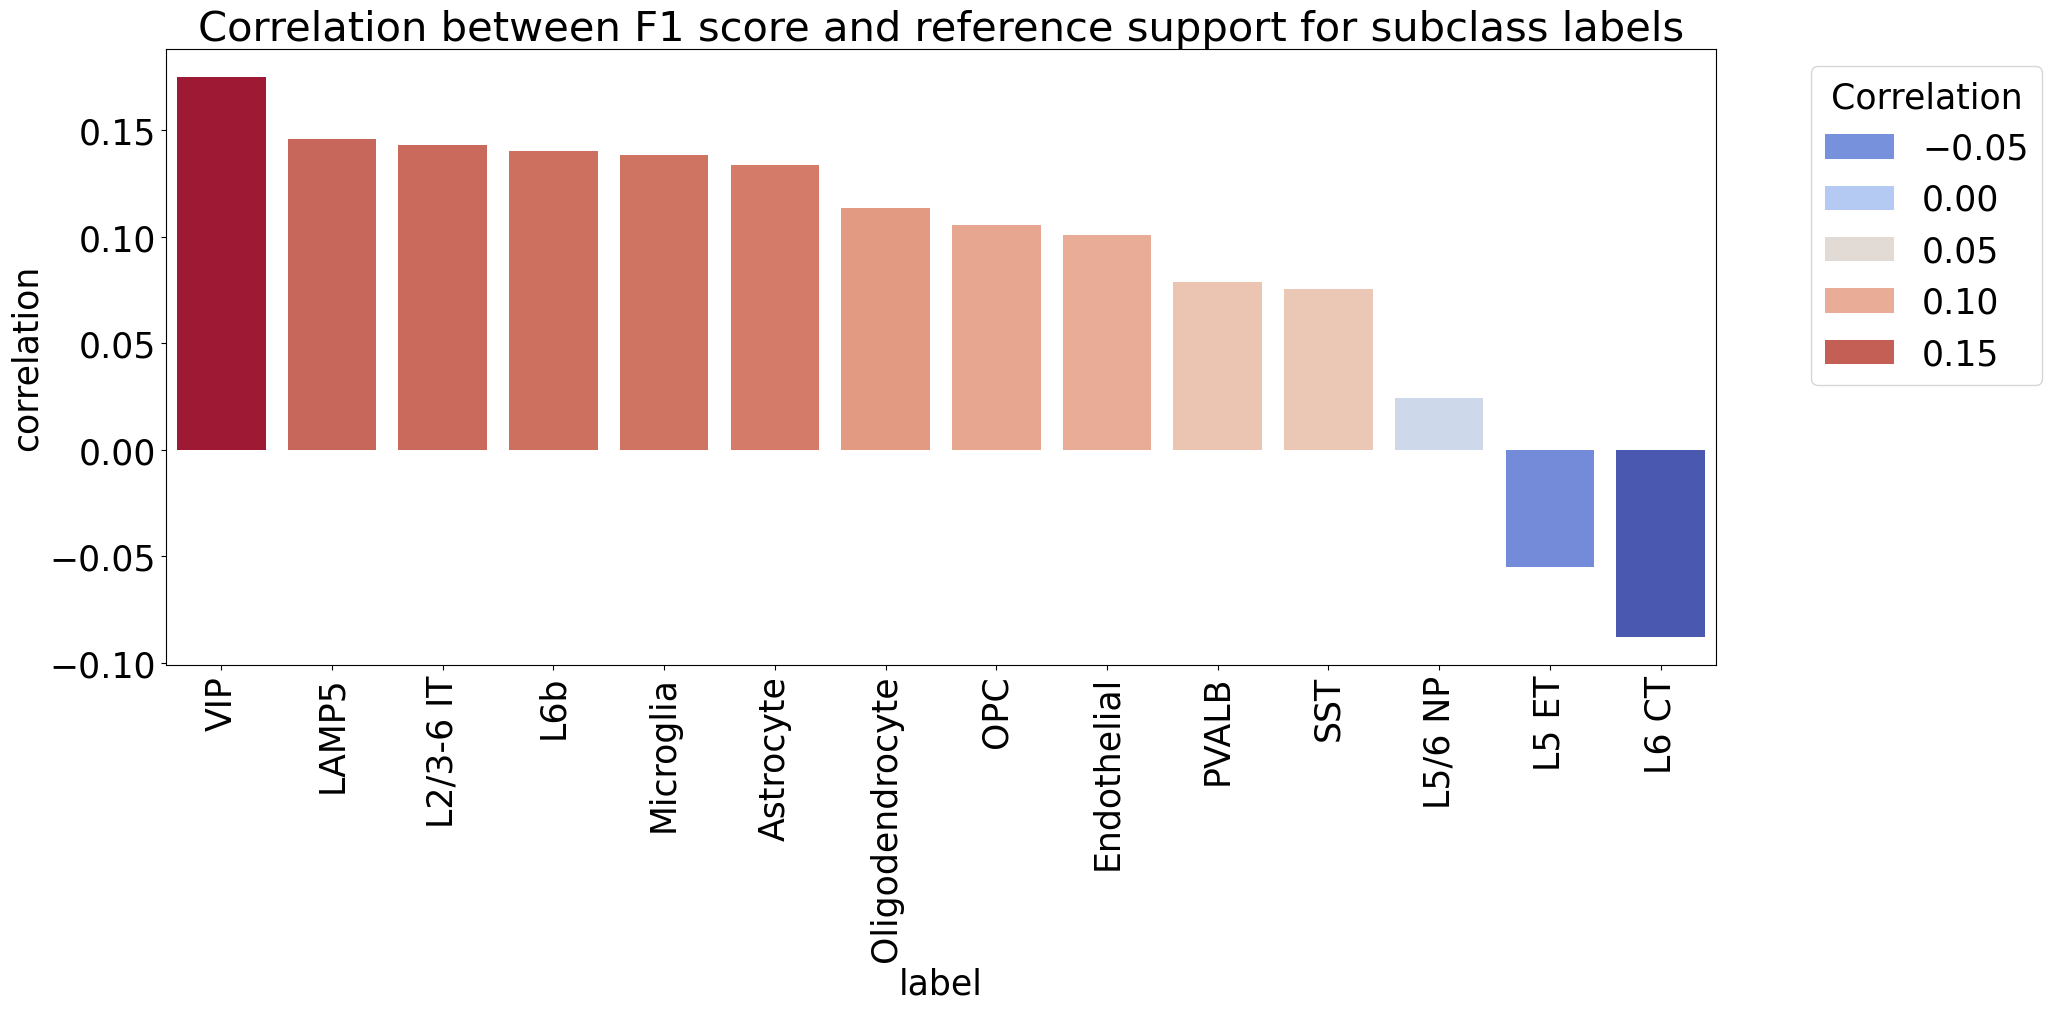 Correlation between F1 score and reference support for subclass labels
correlation
0.15
0.10
0.05
0.00
−0.05
−0.10
VIP
LAMP5
L2/3-6 IT
L6b
Microglia
Astrocyte
Oligodendrocyte
OPC
Endothelial
PVALB
SST
L5/6 NP
L5 ET
L6 CT
label
Correlation
−0.05
0.00
0.05
0.10
0.15